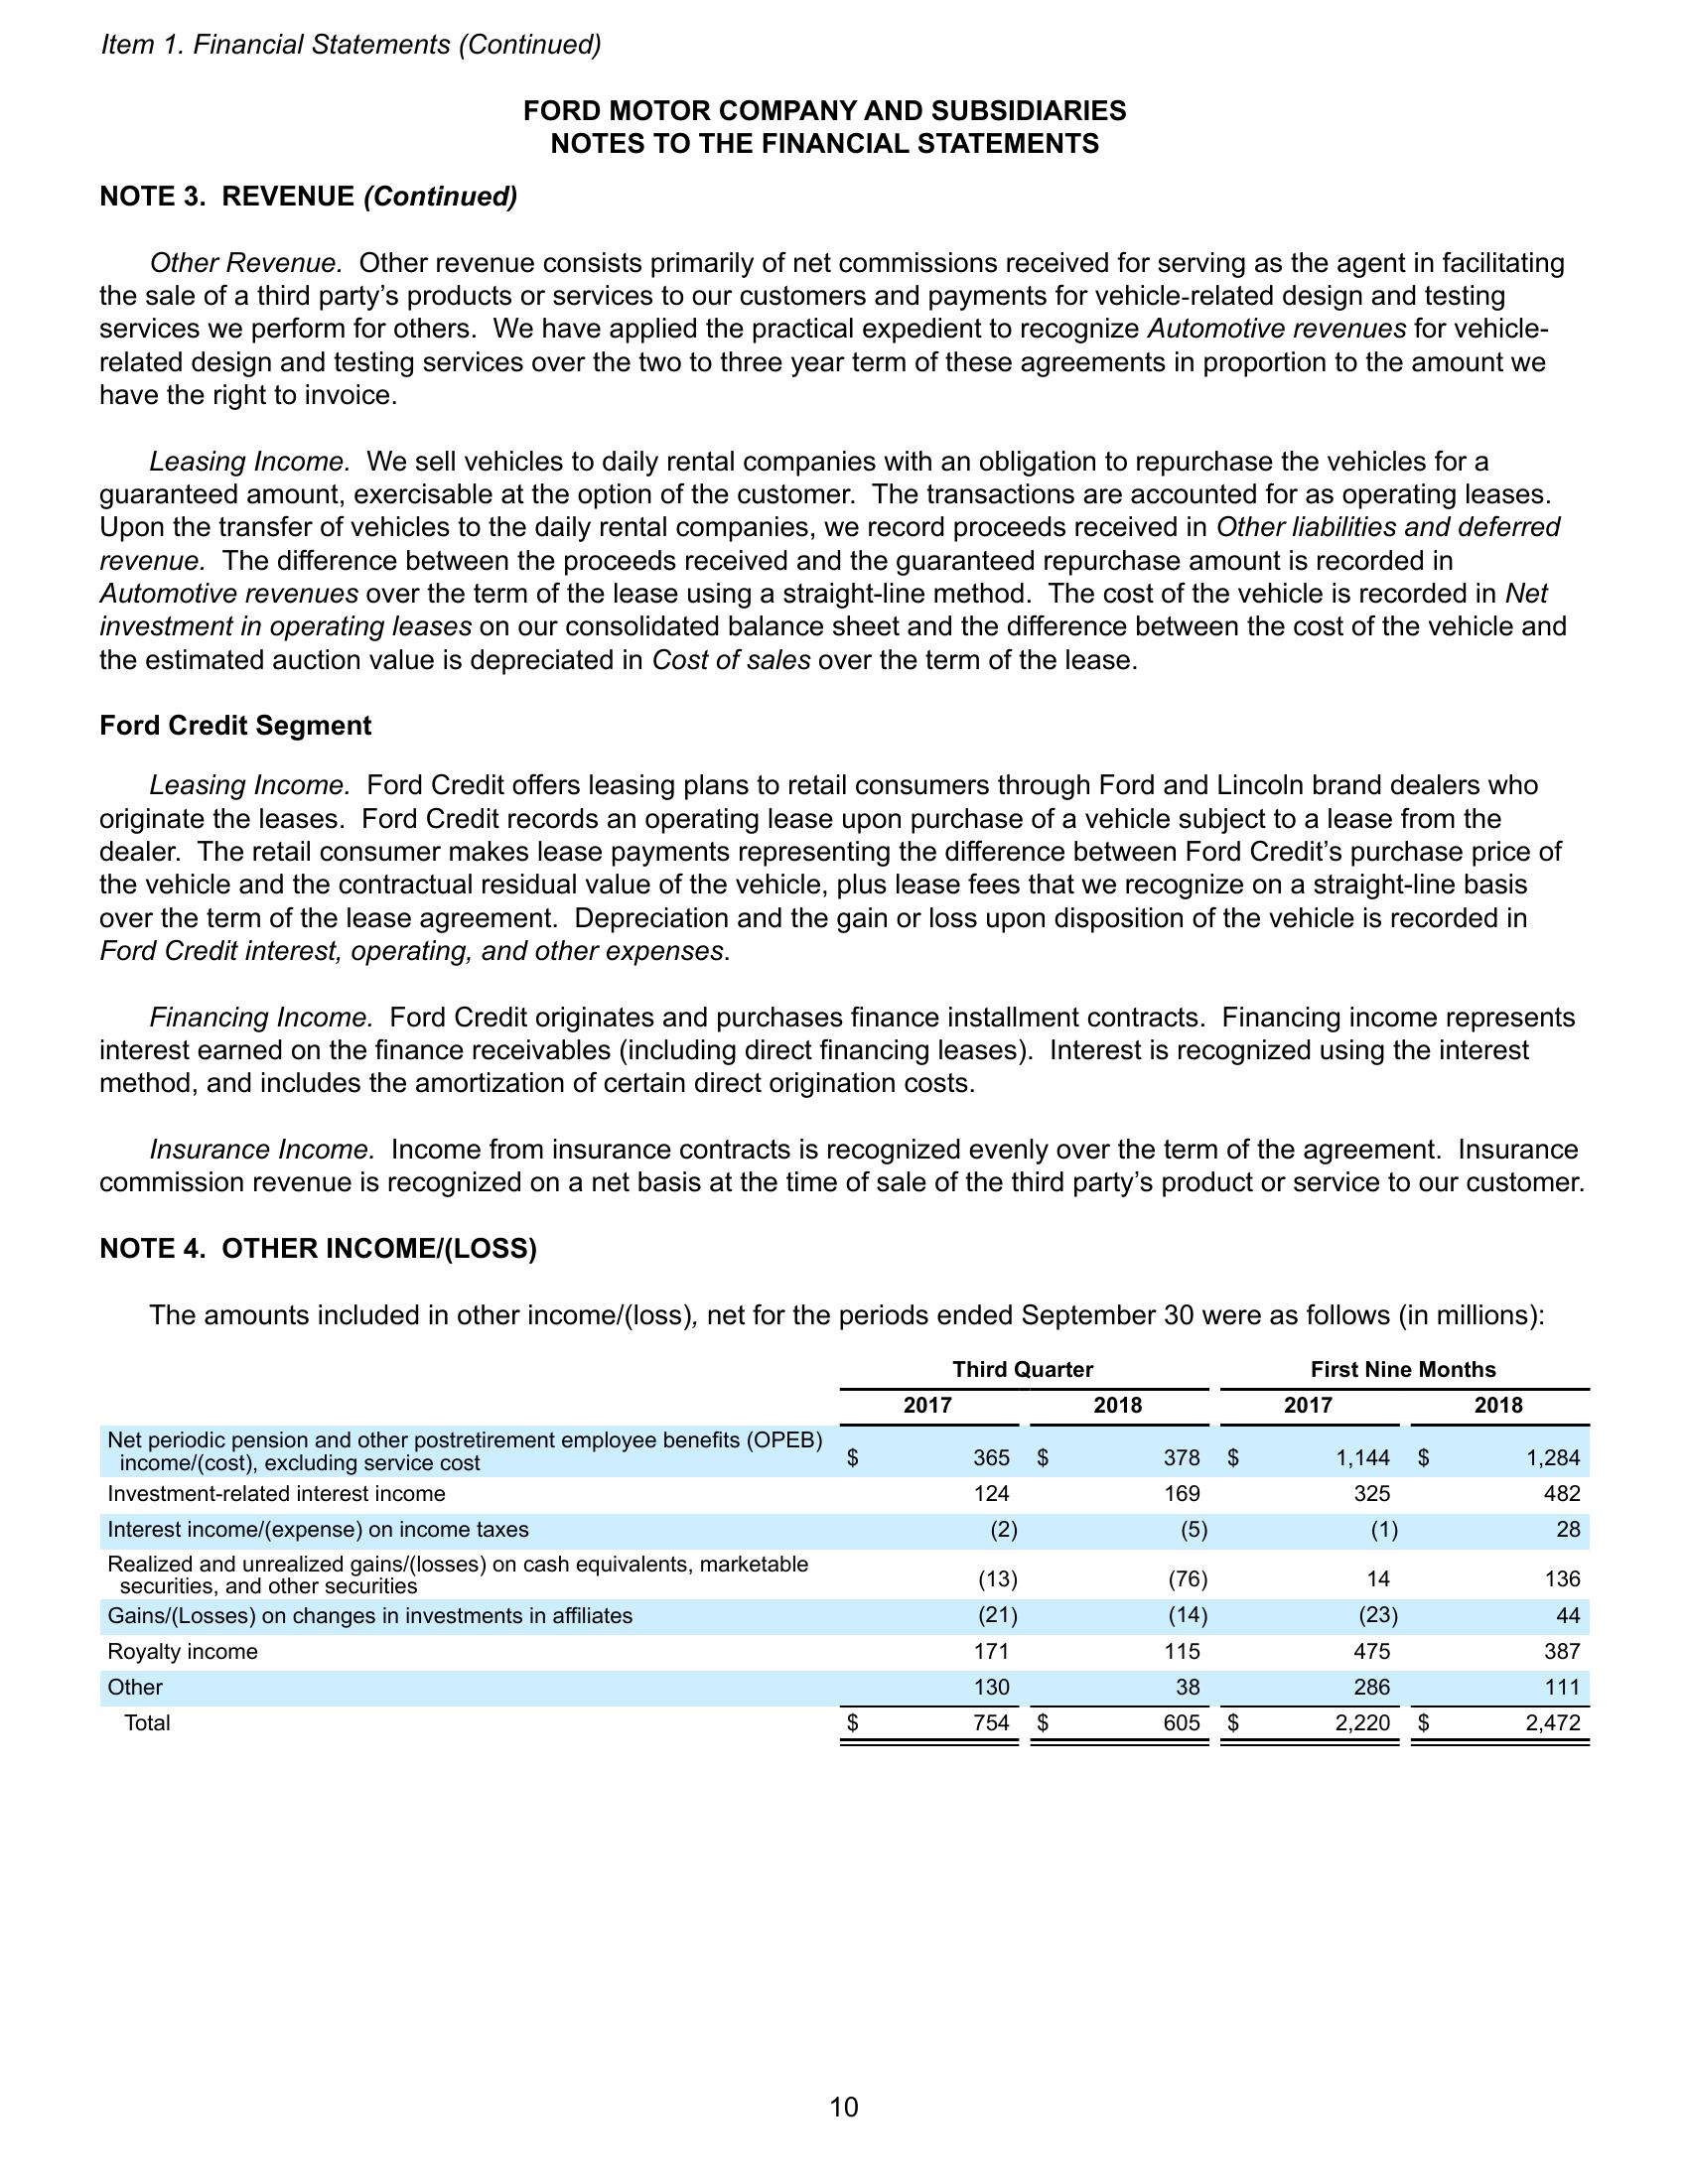 Item 1. Financial Statements (Continued)
FORD MOTOR COMPANY AND SUBSIDIARIES
NOTES TO THE FINANCIAL STATEMENTS
NOTE 3.  REVENUE (Continued)
Other Revenue.  Other revenue consists primarily of net commissions received for serving as the agent in facilitating
the sale of a third party’s products or services to our customers and payments for vehicle-related design and testing
services we perform for others.  We have applied the practical expedient to recognize Automotive revenues for vehicle-
related design and testing services over the two to three year term of these agreements in proportion to the amount we
have the right to invoice.
Leasing Income.  We sell vehicles to daily rental companies with an obligation to repurchase the vehicles for a
guaranteed amount, exercisable at the option of the customer.  The transactions are accounted for as operating leases.
Upon the transfer of vehicles to the daily rental companies, we record proceeds received in Other liabilities and deferred
revenue.  The difference between the proceeds received and the guaranteed repurchase amount is recorded in
Automotive revenues over the term of the lease using a straight-line method.  The cost of the vehicle is recorded in Net
investment in operating leases on our consolidated balance sheet and the difference between the cost of the vehicle and
the estimated auction value is depreciated in Cost of sales over the term of the lease.
Ford Credit Segment
Leasing Income.  Ford Credit offers leasing plans to retail consumers through Ford and Lincoln brand dealers who
originate the leases.  Ford Credit records an operating lease upon purchase of a vehicle subject to a lease from the
dealer.  The retail consumer makes lease payments representing the difference between Ford Credit’s purchase price of
the vehicle and the contractual residual value of the vehicle, plus lease fees that we recognize on a straight-line basis
over the term of the lease agreement.  Depreciation and the gain or loss upon disposition of the vehicle is recorded in
Ford Credit interest, operating, and other expenses.
Financing Income.  Ford Credit originates and purchases finance installment contracts.  Financing income represents
interest earned on the finance receivables (including direct financing leases).  Interest is recognized using the interest
method, and includes the amortization of certain direct origination costs.
Insurance Income.  Income from insurance contracts is recognized evenly over the term of the agreement.  Insurance
commission revenue is recognized on a net basis at the time of sale of the third party’s product or service to our customer.
NOTE 4.  OTHER INCOME/(LOSS)
The amounts included in other income/(loss), net for the periods ended September 30 were as follows (in millions):
Third Quarter First Nine Months
2017 2018 2017 2018
Net periodic pension and other postretirement employee benefits (OPEB)
income/(cost), excluding service cost $ 365 $ 378 $ 1,144 $ 1,284
Investment-related interest income 124 169 325 482
Interest income/(expense) on income taxes (2) (5) (1) 28
Realized and unrealized gains/(losses) on cash equivalents, marketable
securities, and other securities (13) (76) 14 136
Gains/(Losses) on changes in investments in affiliates (21) (14) (23) 44
Royalty income 171 115 475 387
Other 130 38 286 111
Total $ 754 $ 605 $ 2,220 $ 2,472
10